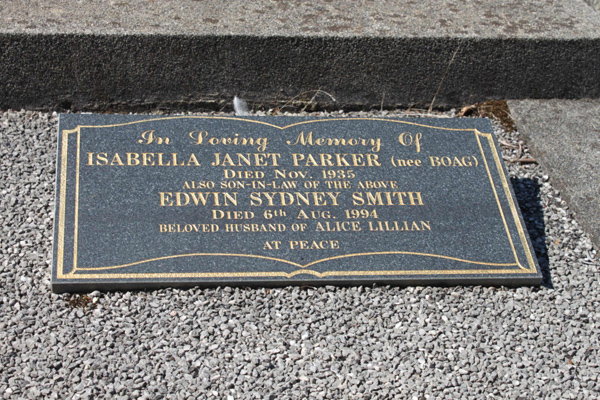 In Loving Memory Of
ISABELLA JANET PARKER (nee BOAG)
DIED NOV. 1935
ALSO SON-IN-LAW OF THE ABOVE
EDWIN SYDNEY SMITH
DIED 6th AUG. 1994
BELOVED HUSBAND OF ALICE LILLIAN
AT PEACE